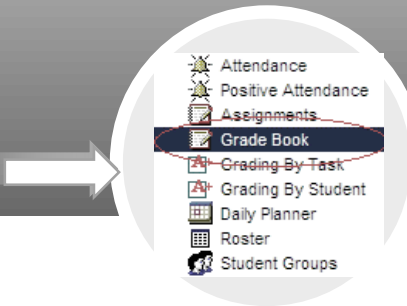 Attendance
Positive Attendance
Assignments
Grade Book
Grading By Task
Grading By Student
Daily Planner
Roster
Student Groups